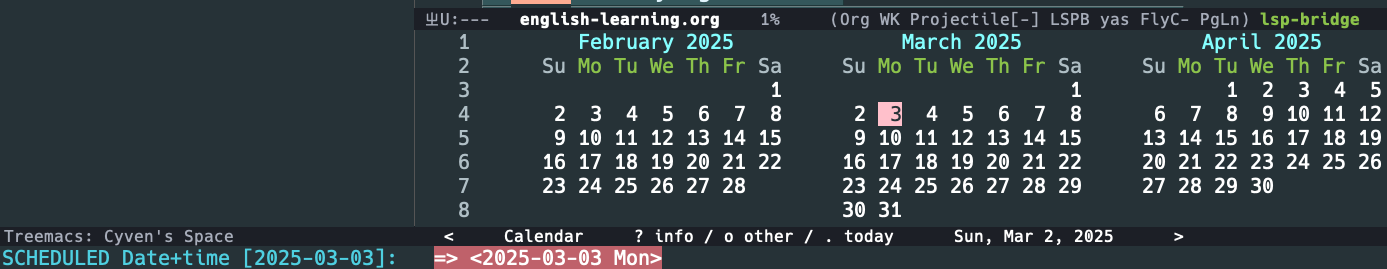 U:--- english-learning.org 1% (Org WK Projectile[-] LSPB yas FlyC- PgLn) lsp-bridge
1 February 2025 March 2025 April 2025
2 Su Mo Tu We Th Fr Sa Su Mo Tu We Th Fr Sa Su Mo Tu We Th Fr Sa
3 1 1 1 2 3 4 5
4 2 3 4 5 6 7 8 2 3 4 5 6 7 8 6 7 8 9 10 11 12
5 9 10 11 12 13 14 15 9 10 11 12 13 14 15 13 14 15 16 17 18 19
6 16 17 18 19 20 21 22 16 17 18 19 20 21 22 20 21 22 23 24 25 26
7 23 24 25 26 27 28 23 24 25 26 27 28 29 27 28 29 30
8 30 31
Treemacs: Cyven's Space < Calendar ? info / o other / . today Sun, Mar 2, 2025 >
SCHEDULED Date+time [2025-03-03]: => <2025-03-03 Mon>